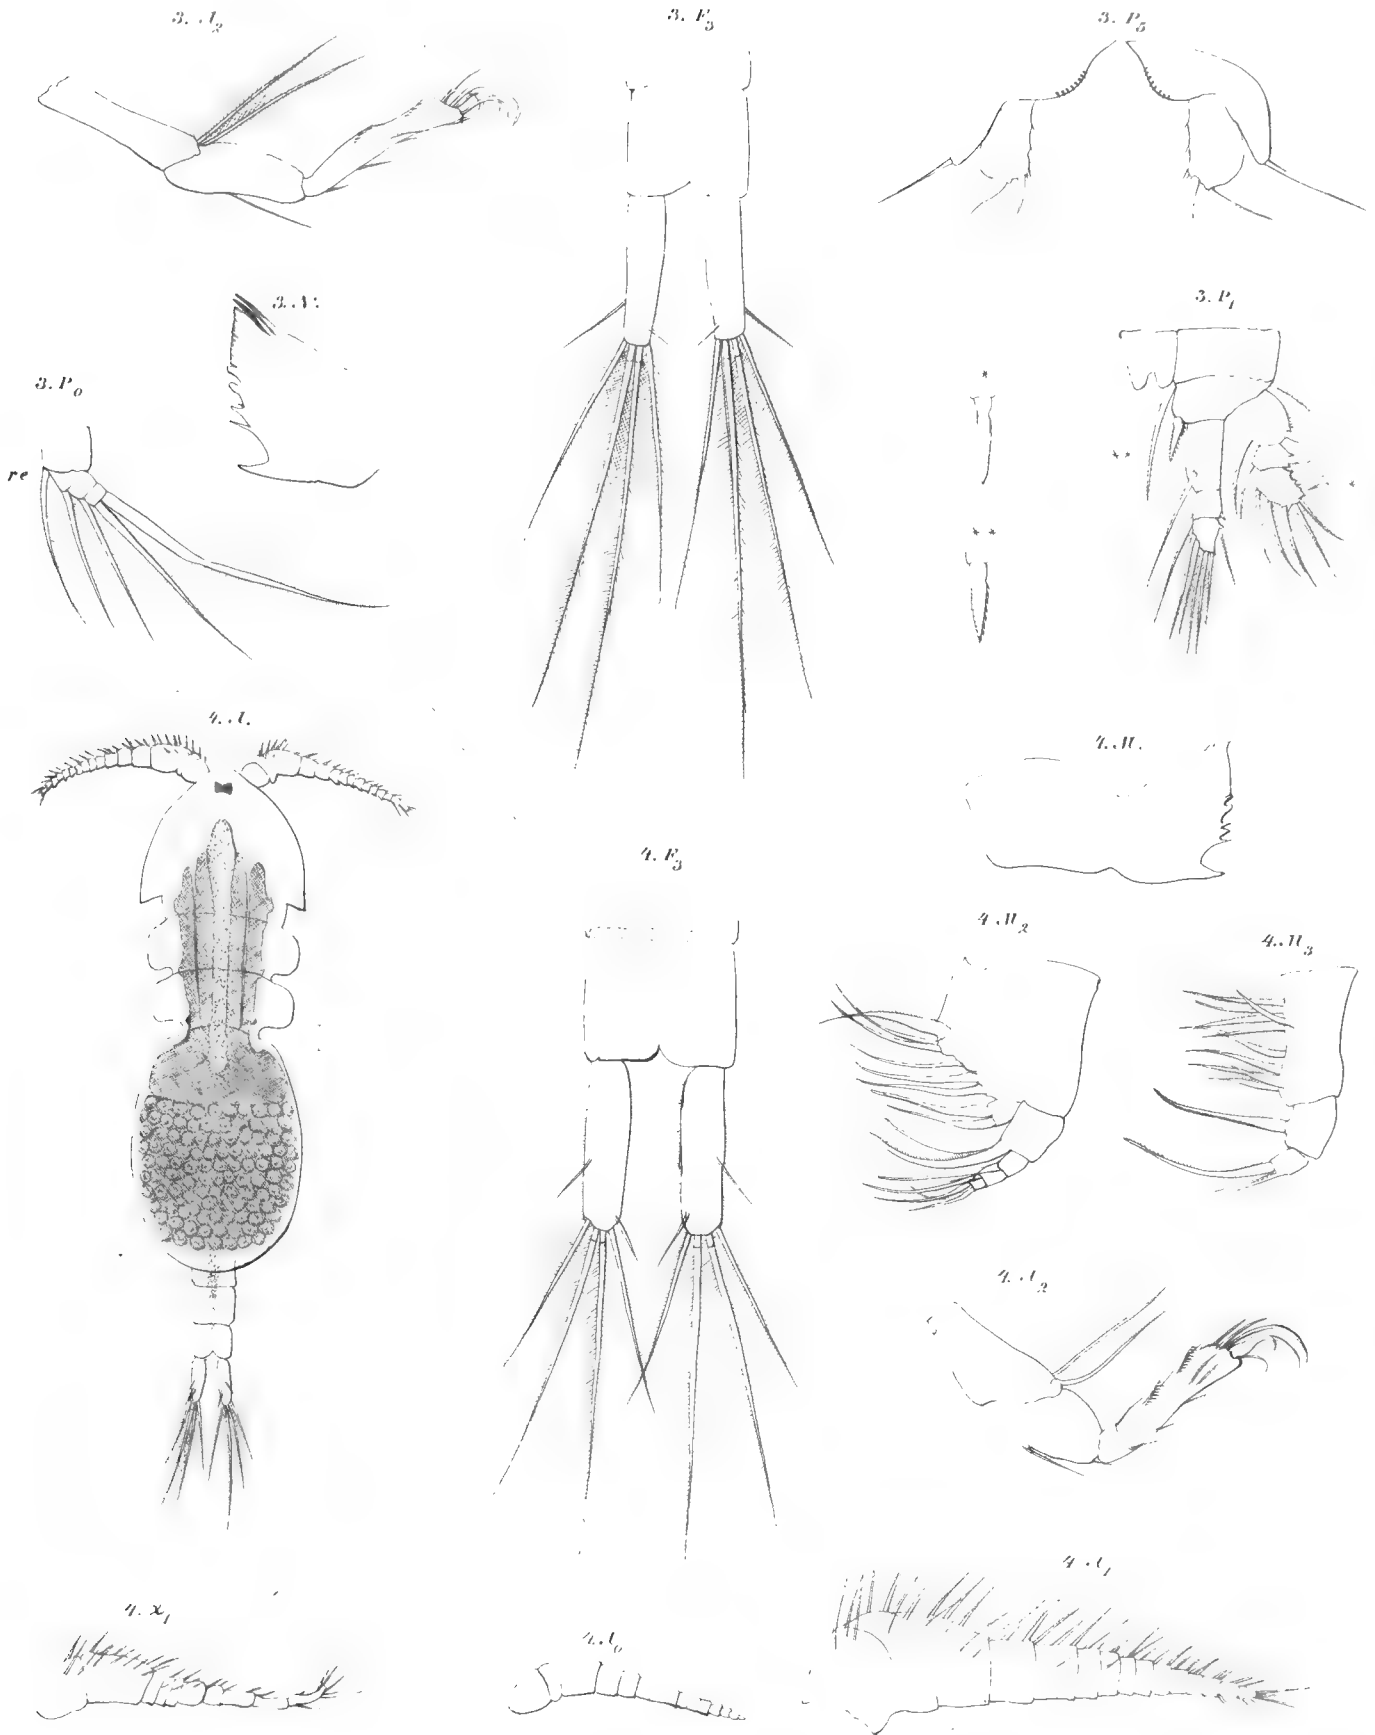 3. A₂
3. F₃
3. P₅
3. M.
3. P₁
3. P₀
re
*
**
**
*
4. A.
4. M.
4. F₃
4. M₂
4. M₃
4. A₂
4. A₁
4. x₁
4. A₀